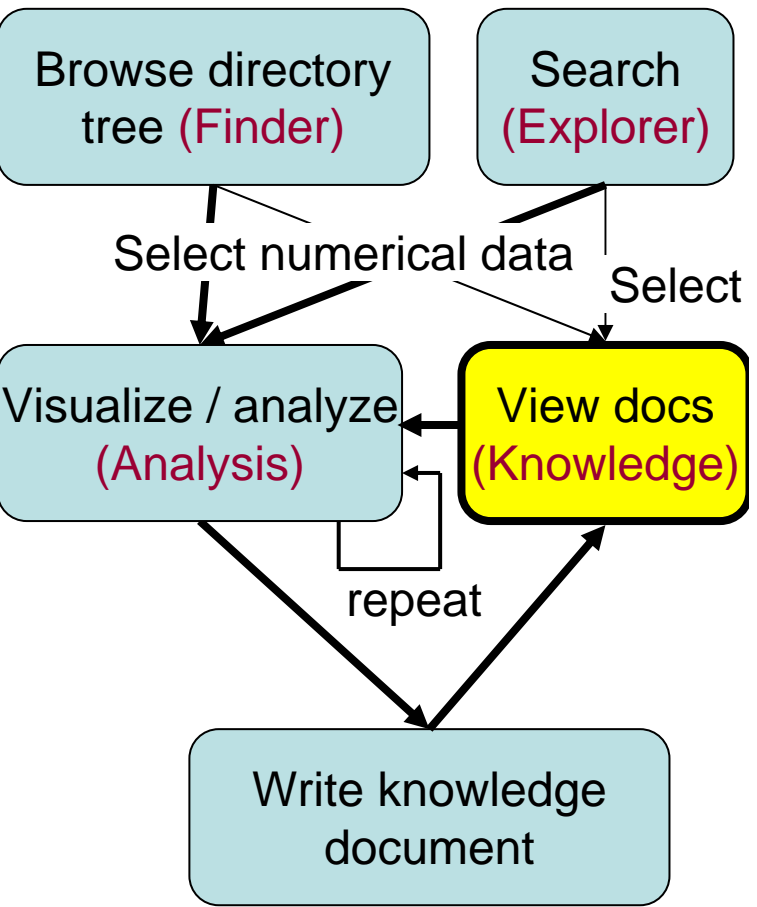 Browse directory
tree (Finder)
Search
(Explorer)
Select numerical data
Select
Visualize / analyze
(Analysis)
View docs
(Knowledge)
repeat
Write knowledge
document